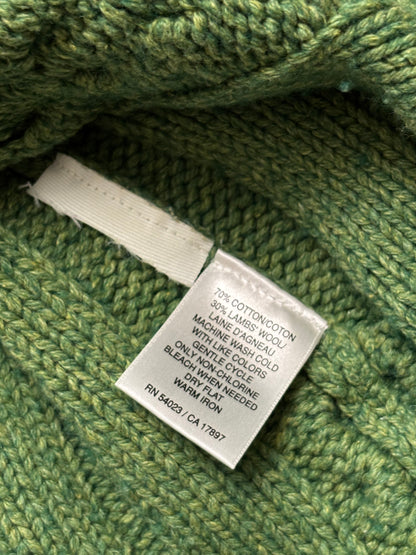 70% COTTON/COTON
30% LAMBS' WOOL/
LAINE D'AGNEAU
MACHINE WASH COLD
WITH LIKE COLORS
GENTLE CYCLE
ONLY NON-CHLORINE
BLEACH WHEN NEEDED
DRY FLAT
WARM IRON
RN 54023 / CA 17897